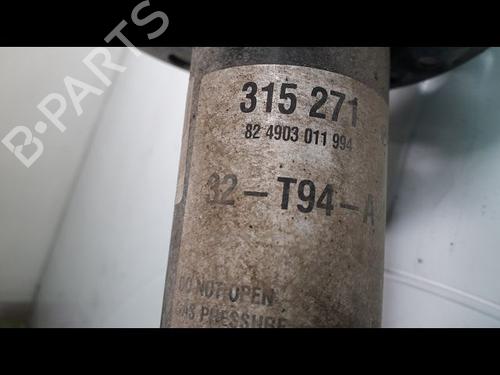 B-PARTS
315 271
82 4903 011 994
32-T94-A
DO NOT OPEN
GAS PRESSURE